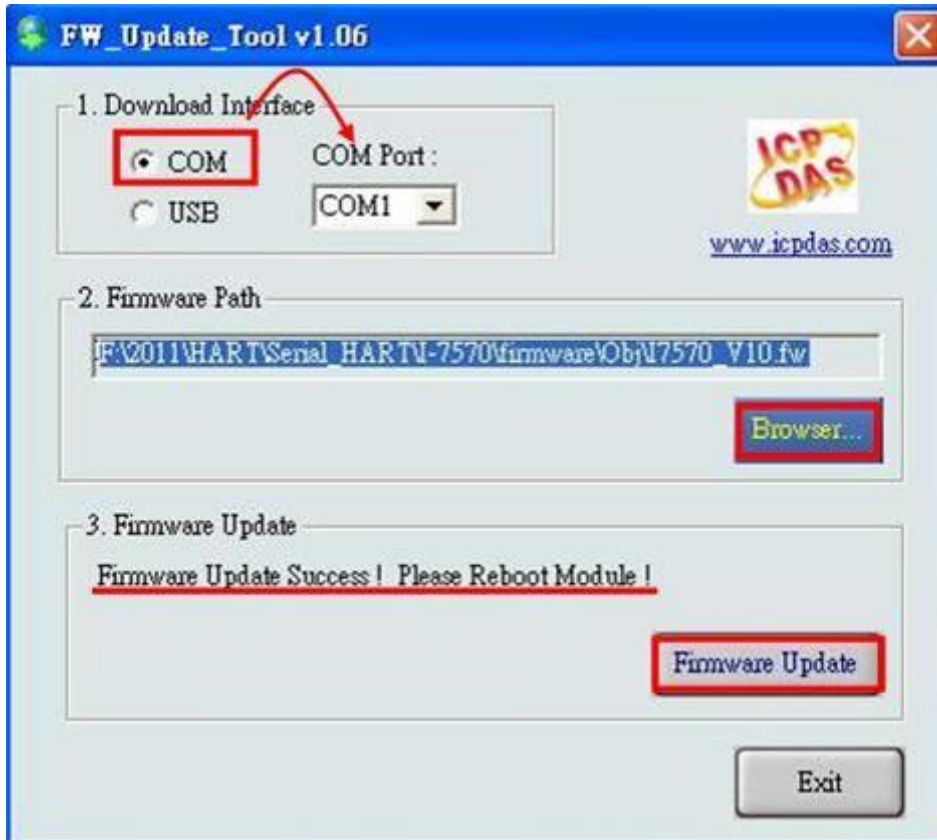 FW_Update_Tool v1.06
1. Download Interface
COM
COM Port :
USB
COM1
ICP
DAS
www.icpdas.com
2. Firmware Path
F:\2011\HART\Serial_HART\I-7570\firmware\Obj\I7570_V10.fw
Browser...
3. Firmware Update
Firmware Update Success ! Please Reboot Module !
Firmware Update
Exit